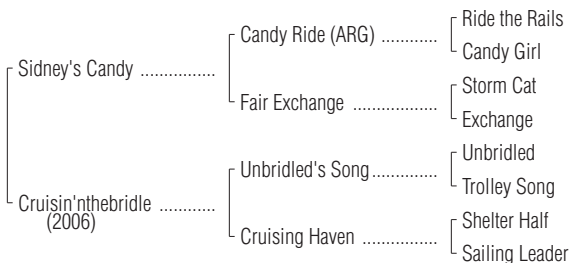 Ride the Rails
Candy Ride (ARG) ............
Candy Girl
Sidney's Candy ................
Storm Cat
Fair Exchange ..................
Exchange
Unbridled
Unbridled's Song..............
Trolley Song
Cruisin'nthebridle ............
(2006)
Shelter Half
Cruising Haven ................
Sailing Leader